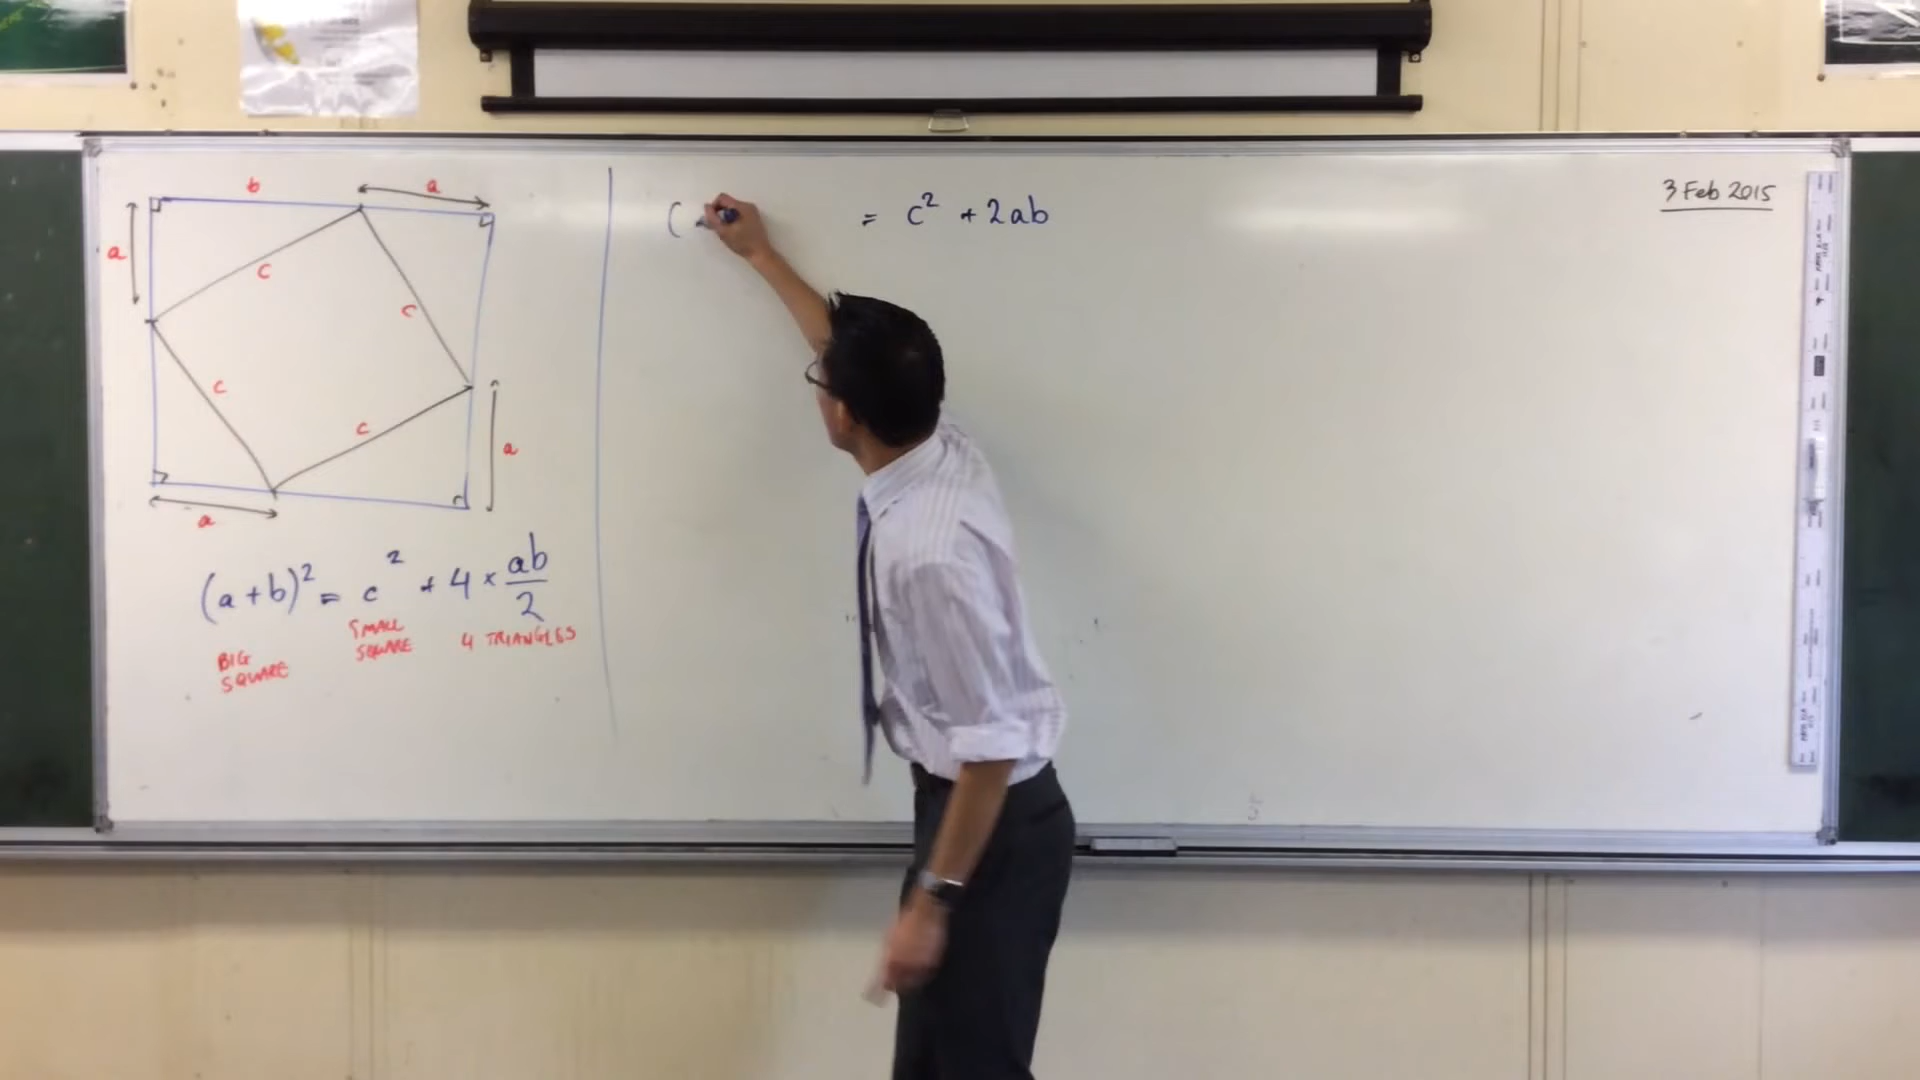 b
a
a
c
c
c
c
a
a
(a+b)² = c² + 4 × ab/2
BIG SQUARE
SMALL SQUARE
4 TRIANGLES
(
= c² + 2ab
3 Feb 2015